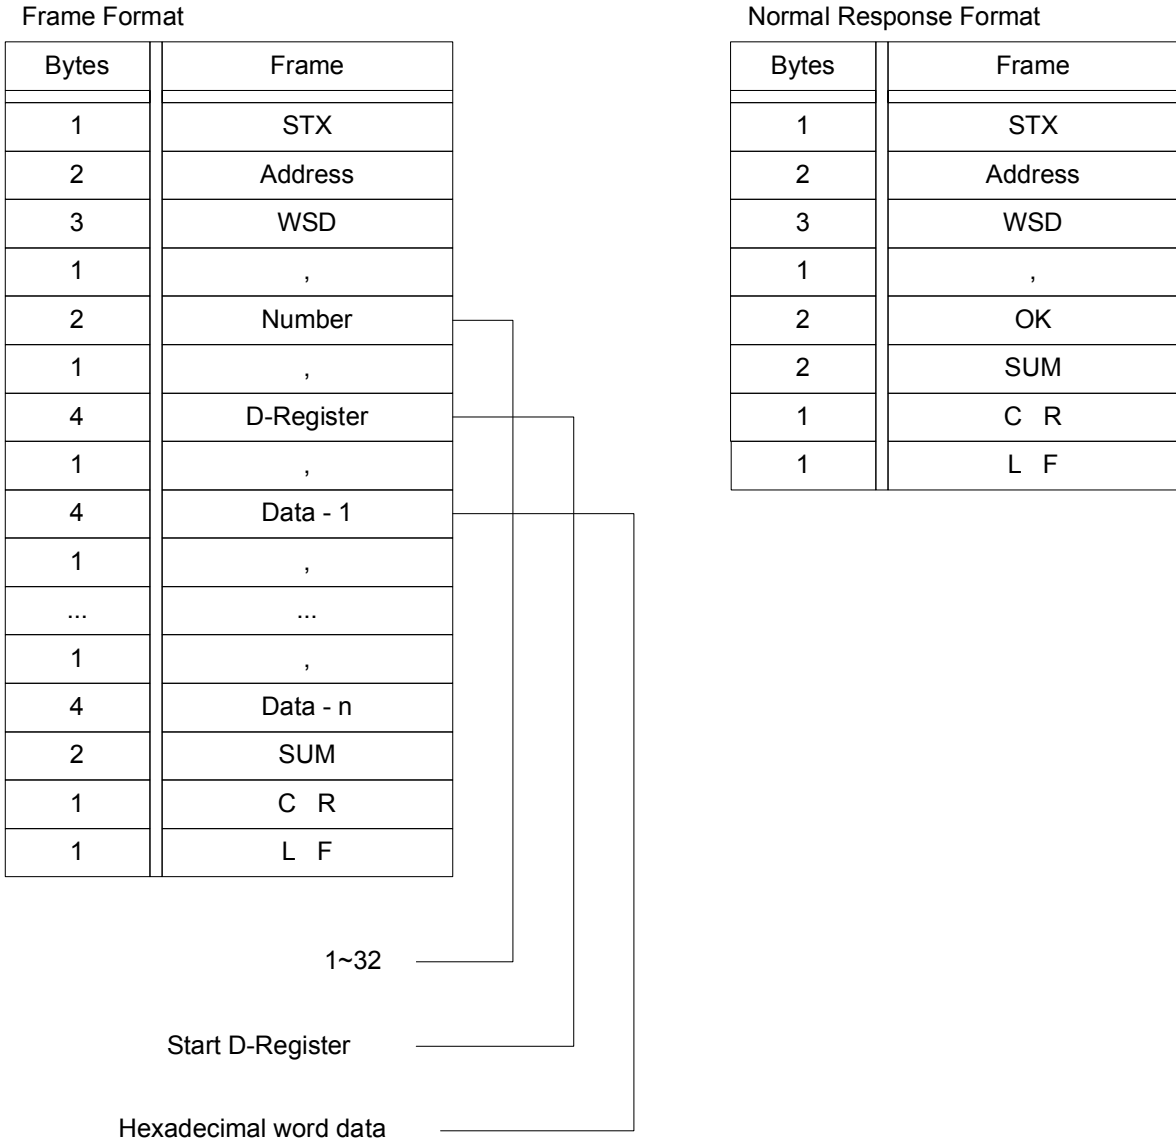 Frame Format
Bytes Frame
1 STX
2 Address
3 WSD
1 ,
2 Number
1 ,
4 D-Register
1 ,
4 Data - 1
1 ,
... ...
1 ,
4 Data - n
2 SUM
1 C R
1 L F
1~32
Start D-Register
Hexadecimal word data
Normal Response Format
Bytes Frame
1 STX
2 Address
3 WSD
1 ,
2 OK
2 SUM
1 C R
1 L F